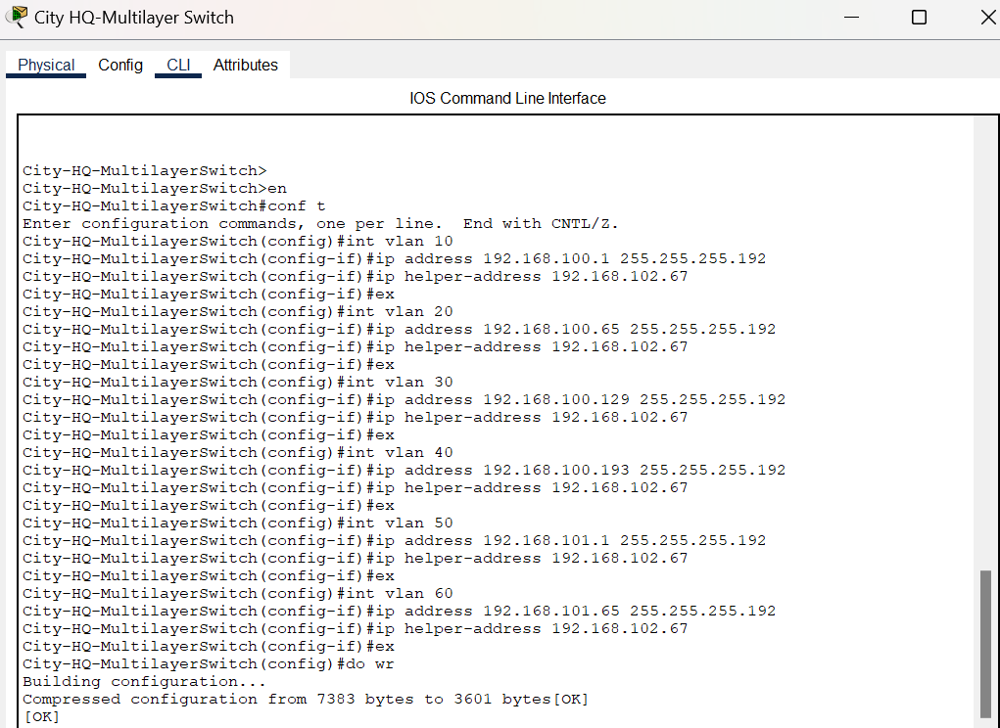 City HQ-Multilayer Switch
Physical Config CLI Attributes
IOS Command Line Interface
City-HQ-MultilayerSwitch>
City-HQ-MultilayerSwitch>en
City-HQ-MultilayerSwitch#conf t
Enter configuration commands, one per line.  End with CNTL/Z.
City-HQ-MultilayerSwitch(config)#int vlan 10
City-HQ-MultilayerSwitch(config-if)#ip address 192.168.100.1 255.255.255.192
City-HQ-MultilayerSwitch(config-if)#ip helper-address 192.168.102.67
City-HQ-MultilayerSwitch(config-if)#ex
City-HQ-MultilayerSwitch(config)#int vlan 20
City-HQ-MultilayerSwitch(config-if)#ip address 192.168.100.65 255.255.255.192
City-HQ-MultilayerSwitch(config-if)#ip helper-address 192.168.102.67
City-HQ-MultilayerSwitch(config-if)#ex
City-HQ-MultilayerSwitch(config)#int vlan 30
City-HQ-MultilayerSwitch(config-if)#ip address 192.168.100.129 255.255.255.192
City-HQ-MultilayerSwitch(config-if)#ip helper-address 192.168.102.67
City-HQ-MultilayerSwitch(config-if)#ex
City-HQ-MultilayerSwitch(config)#int vlan 40
City-HQ-MultilayerSwitch(config-if)#ip address 192.168.100.193 255.255.255.192
City-HQ-MultilayerSwitch(config-if)#ip helper-address 192.168.102.67
City-HQ-MultilayerSwitch(config-if)#ex
City-HQ-MultilayerSwitch(config)#int vlan 50
City-HQ-MultilayerSwitch(config-if)#ip address 192.168.101.1 255.255.255.192
City-HQ-MultilayerSwitch(config-if)#ip helper-address 192.168.102.67
City-HQ-MultilayerSwitch(config-if)#ex
City-HQ-MultilayerSwitch(config)#int vlan 60
City-HQ-MultilayerSwitch(config-if)#ip address 192.168.101.65 255.255.255.192
City-HQ-MultilayerSwitch(config-if)#ip helper-address 192.168.102.67
City-HQ-MultilayerSwitch(config-if)#ex
City-HQ-MultilayerSwitch(config)#do wr
Building configuration...
Compressed configuration from 7383 bytes to 3601 bytes[OK]
[OK]